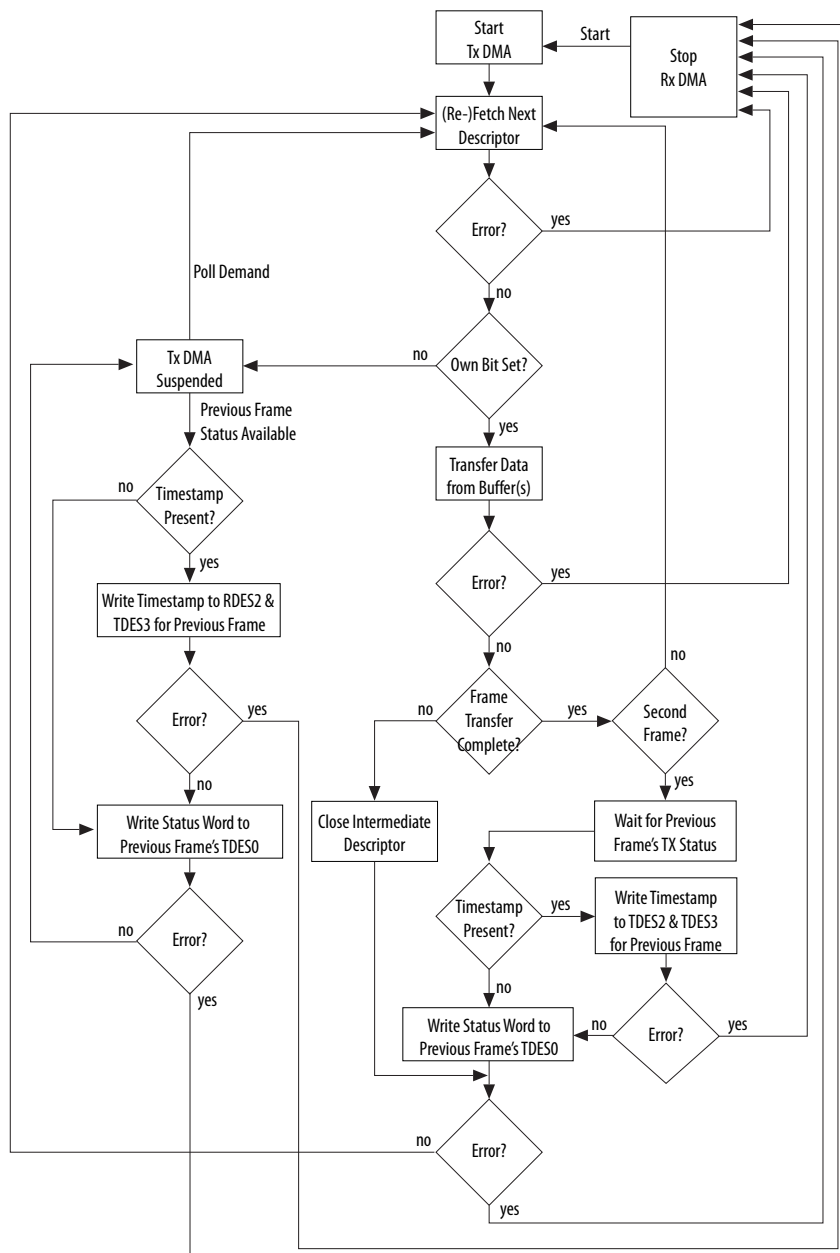 Start
Tx DMA
Start
Stop
Rx DMA
(Re-)Fetch Next
Descriptor
Error?
yes
no
Poll Demand
Tx DMA
Suspended
no
Own Bit Set?
yes
Previous Frame
Status Available
Transfer Data
from Buffer(s)
no
Timestamp
Present?
yes
Error?
yes
no
Write Timestamp to RDES2 &
TDES3 for Previous Frame
no
Frame
Transfer
Complete?
yes
no
Second
Frame?
yes
Error?
yes
no
Write Status Word to
Previous Frame's TDES0
Close Intermediate
Descriptor
Wait for Previous
Frame's TX Status
no
Error?
yes
Timestamp
Present?
yes
no
Write Timestamp
to TDES2 & TDES3
for Previous Frame
Write Status Word to
Previous Frame's TDES0
no
Error?
yes
no
Error?
yes